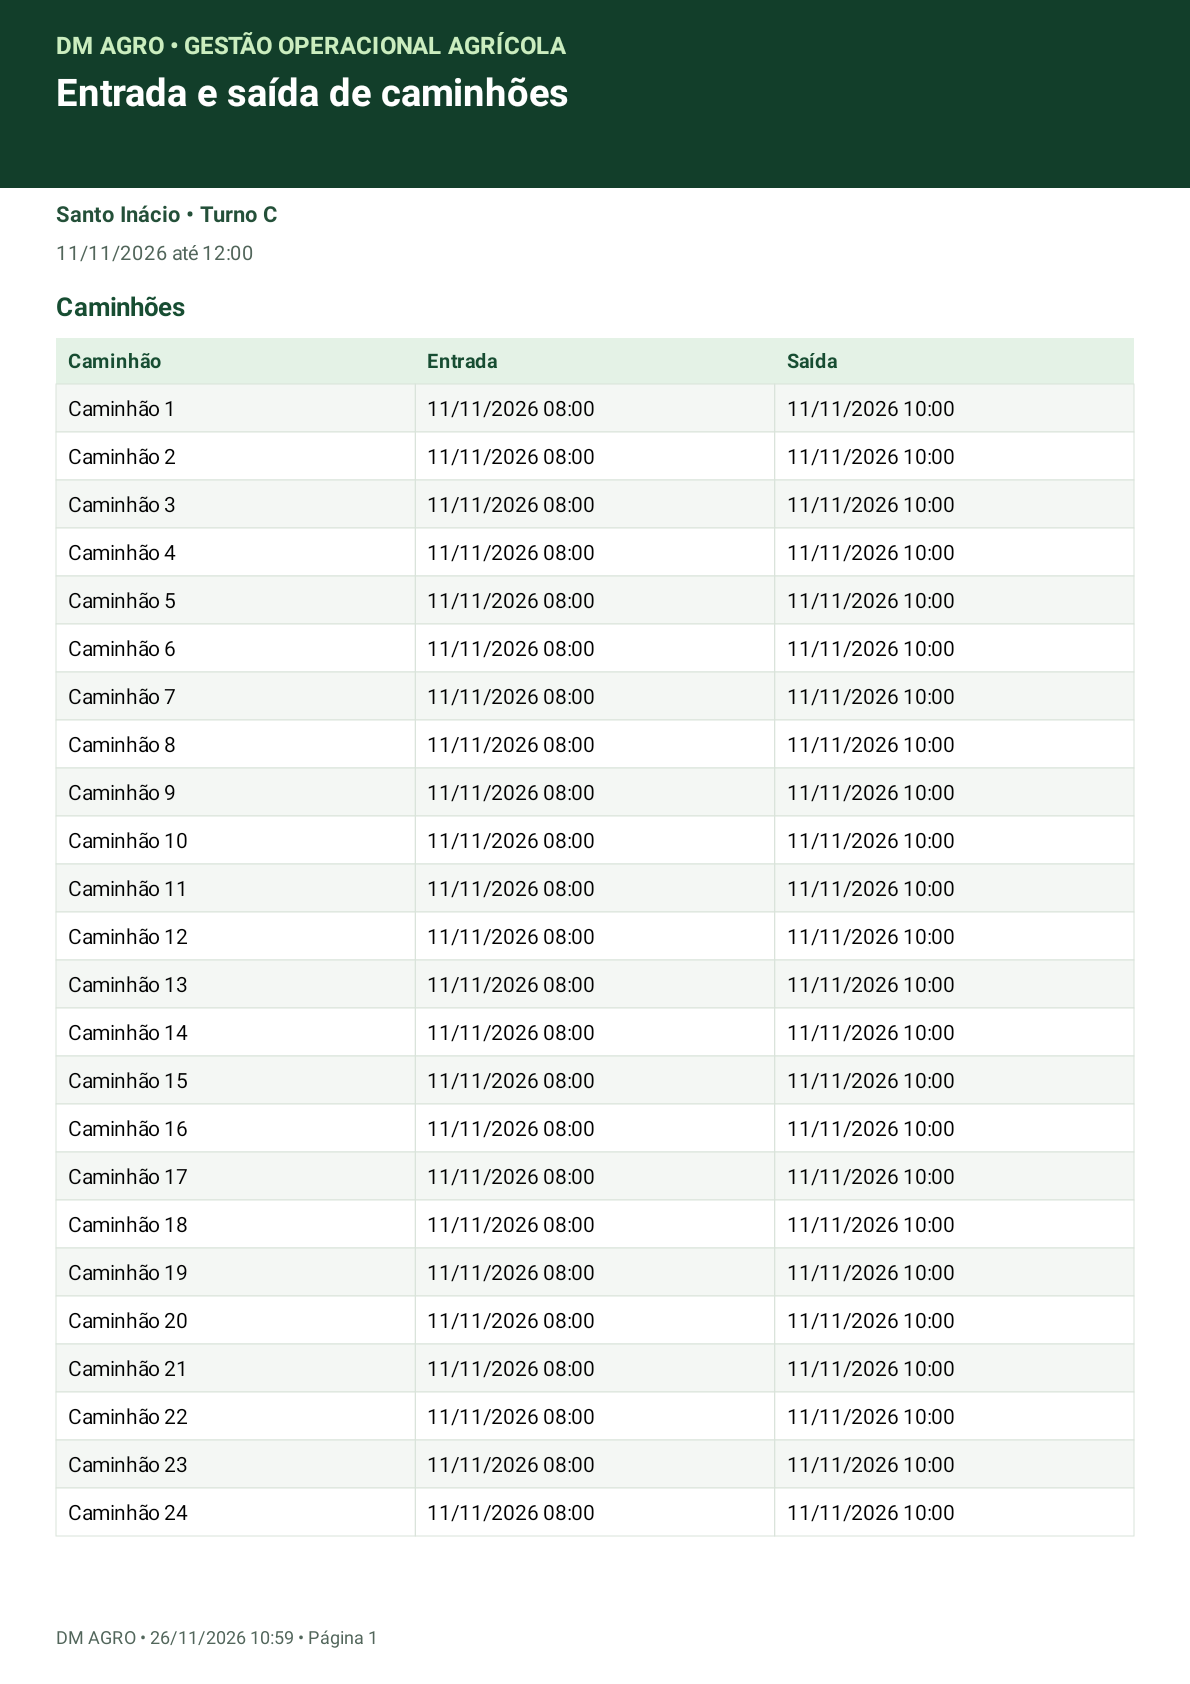 DM AGRO • GESTÃO OPERACIONAL AGRÍCOLA
Entrada e saída de caminhões
Santo Inácio • Turno C
11/11/2026 até 12:00
Caminhões
Caminhão Entrada Saída
Caminhão 1 11/11/2026 08:00 11/11/2026 10:00
Caminhão 2 11/11/2026 08:00 11/11/2026 10:00
Caminhão 3 11/11/2026 08:00 11/11/2026 10:00
Caminhão 4 11/11/2026 08:00 11/11/2026 10:00
Caminhão 5 11/11/2026 08:00 11/11/2026 10:00
Caminhão 6 11/11/2026 08:00 11/11/2026 10:00
Caminhão 7 11/11/2026 08:00 11/11/2026 10:00
Caminhão 8 11/11/2026 08:00 11/11/2026 10:00
Caminhão 9 11/11/2026 08:00 11/11/2026 10:00
Caminhão 10 11/11/2026 08:00 11/11/2026 10:00
Caminhão 11 11/11/2026 08:00 11/11/2026 10:00
Caminhão 12 11/11/2026 08:00 11/11/2026 10:00
Caminhão 13 11/11/2026 08:00 11/11/2026 10:00
Caminhão 14 11/11/2026 08:00 11/11/2026 10:00
Caminhão 15 11/11/2026 08:00 11/11/2026 10:00
Caminhão 16 11/11/2026 08:00 11/11/2026 10:00
Caminhão 17 11/11/2026 08:00 11/11/2026 10:00
Caminhão 18 11/11/2026 08:00 11/11/2026 10:00
Caminhão 19 11/11/2026 08:00 11/11/2026 10:00
Caminhão 20 11/11/2026 08:00 11/11/2026 10:00
Caminhão 21 11/11/2026 08:00 11/11/2026 10:00
Caminhão 22 11/11/2026 08:00 11/11/2026 10:00
Caminhão 23 11/11/2026 08:00 11/11/2026 10:00
Caminhão 24 11/11/2026 08:00 11/11/2026 10:00
DM AGRO • 26/11/2026 10:59 • Página 1